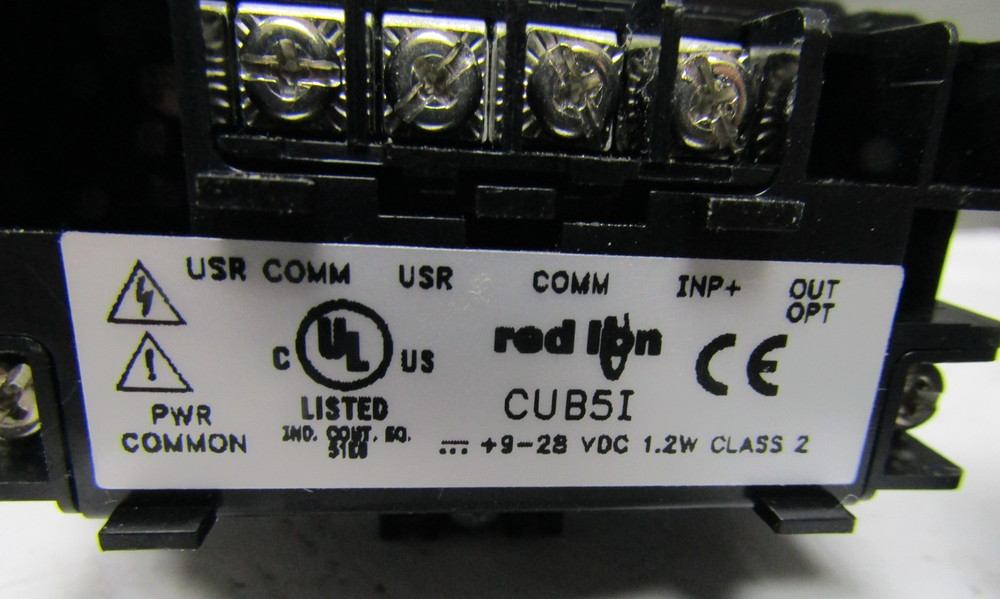 USR COMM USR COMM INP+ OUT
OPT
C UL US
red lion
CE
LISTED
CUB5I
PWR
COMMON
IND. CONT. EQ.
+9-28 VDC 1.2W CLASS 2